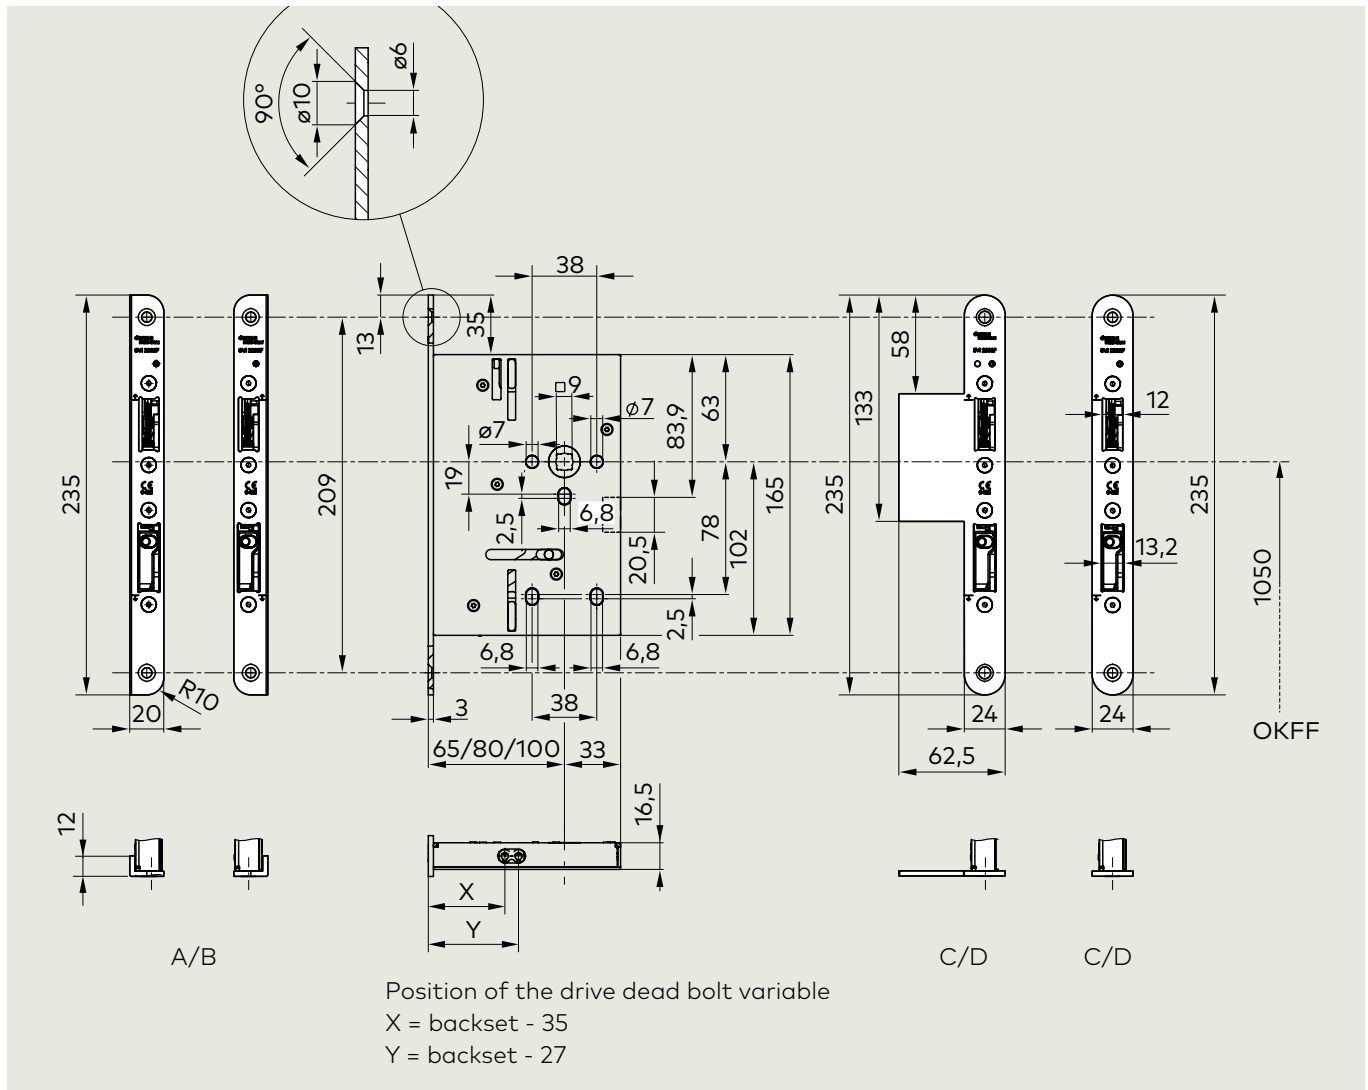 90°
ø10
ø6
38
13
35
58
□9
ø7
ø7
12
133
83,9
63
235
209
19
2,5
6,8
20,5
78
102
165
235
235
13,2
1050
2,5
6,8
6,8
R10
20
3
38
24
24
OKFF
65/80/100
33
62,5
12
16,5
X
Y
A/B
C/D
C/D
Position of the drive dead bolt variable
X = backset - 35
Y = backset - 27